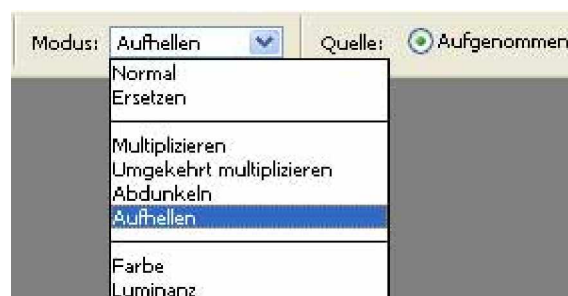 Modus: Aufhellen Quelle: Aufgenommen
Normal
Ersetzen
Multiplizieren
Umgekehrt multiplizieren
Abdunkeln
Aufhellen
Farbe
Luminanz